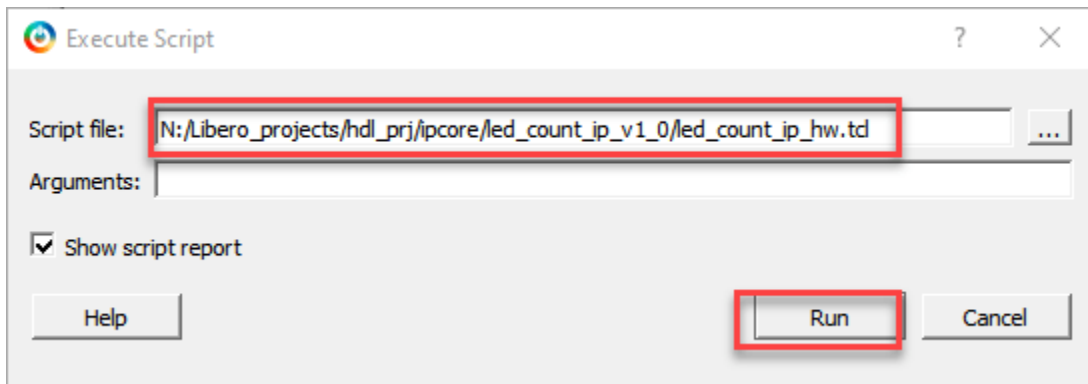 Execute Script
?
Script file: N:/Libero_projects/hdl_prj/ipcore/led_count_ip_v1_0/led_count_ip_hw.tcl ...
Arguments:
Show script report
Help Run Cancel